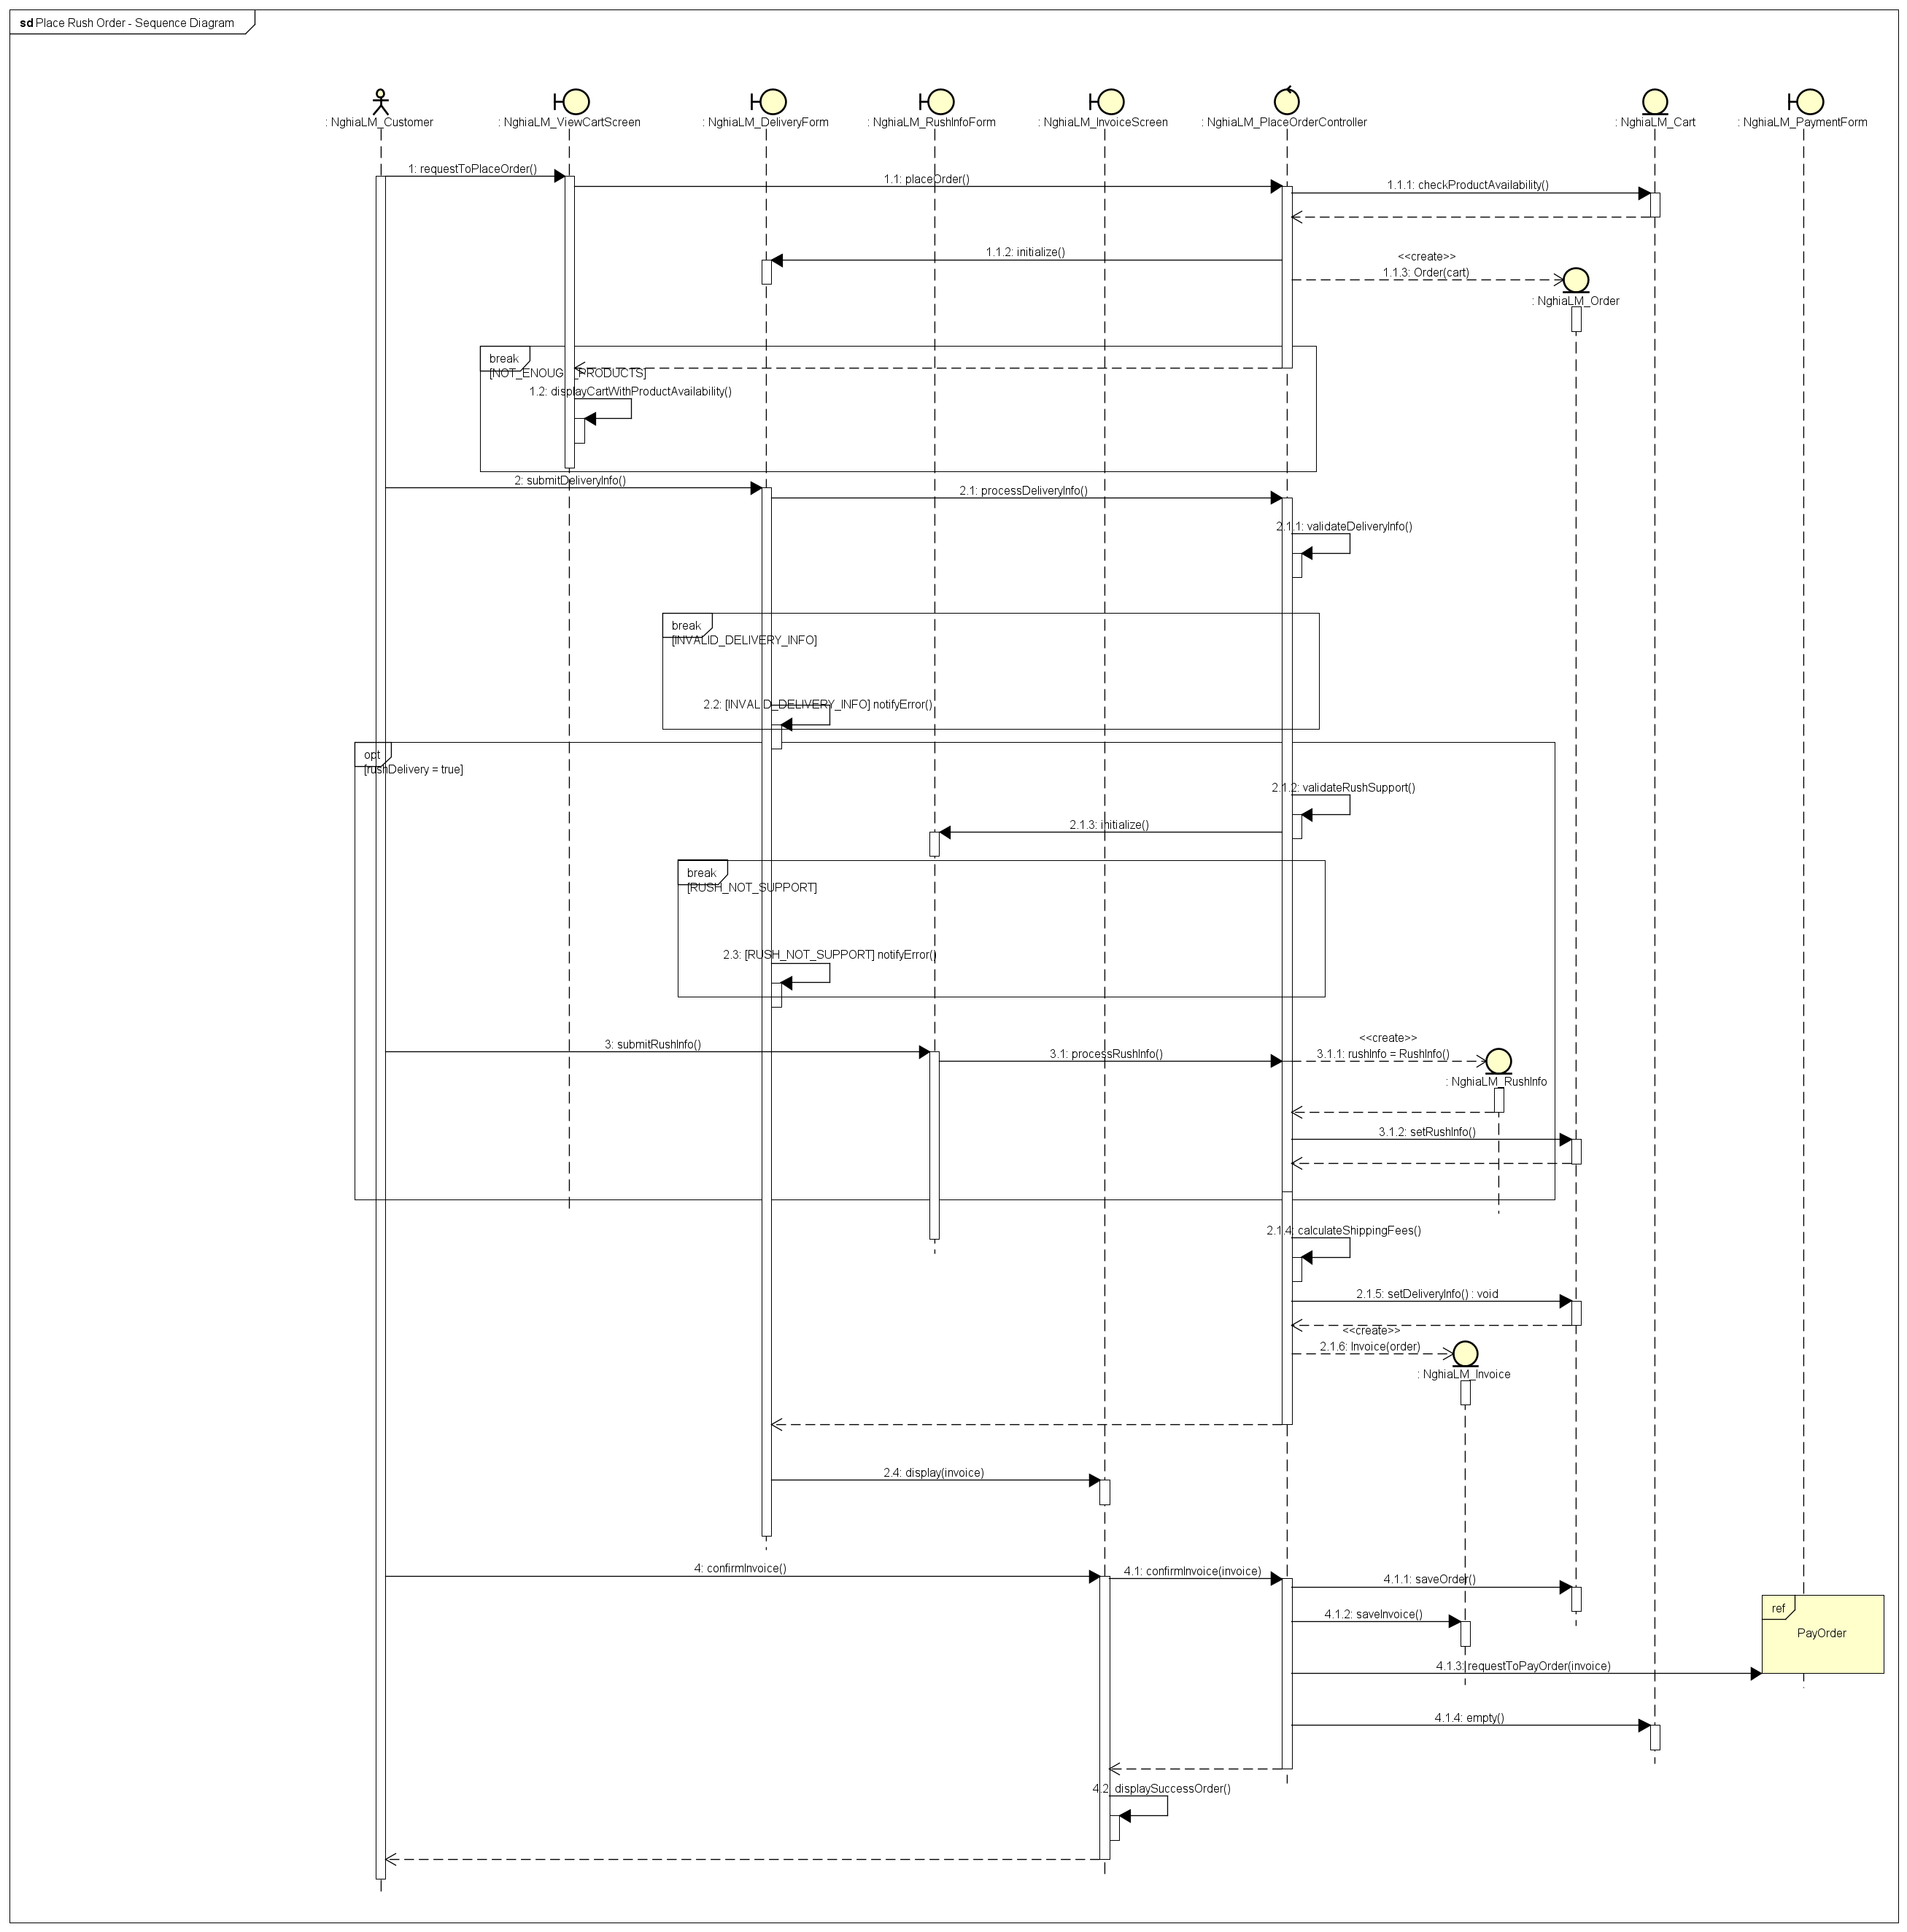 sd Place Rush Order - Sequence Diagram
: NghiaLM_Customer
: NghiaLM_ViewCartScreen
: NghiaLM_DeliveryForm
: NghiaLM_RushInfoForm
: NghiaLM_InvoiceScreen
: NghiaLM_PlaceOrderController
: NghiaLM_Cart
: NghiaLM_PaymentForm
1: requestToPlaceOrder()
1.1: placeOrder()
1.1.1: checkProductAvailability()
1.1.2: initialize()
<<create>>
1.1.3: Order(cart)
: NghiaLM_Order
break
[NOT_ENOUGH_PRODUCTS]
1.2: displayCartWithProductAvailability()
2: submitDeliveryInfo()
2.1: processDeliveryInfo()
2.1.1: validateDeliveryInfo()
break
[INVALID_DELIVERY_INFO]
2.2: [INVALID_DELIVERY_INFO] notifyError()
opt
[rushDelivery = true]
2.1.2: validateRushSupport()
2.1.3: initialize()
break
[RUSH_NOT_SUPPORT]
2.3: [RUSH_NOT_SUPPORT] notifyError()
3: submitRushInfo()
3.1: processRushInfo()
<<create>>
3.1.1: rushInfo = RushInfo()
: NghiaLM_RushInfo
3.1.2: setRushInfo()
2.1.4: calculateShippingFees()
2.1.5: setDeliveryInfo() : void
<<create>>
2.1.6: Invoice(order)
: NghiaLM_Invoice
2.4: display(invoice)
4: confirmInvoice()
4.1: confirmInvoice(invoice)
4.1.1: saveOrder()
4.1.2: saveInvoice()
ref
PayOrder
4.1.3: requestToPayOrder(invoice)
4.1.4: empty()
4.2: displaySuccessOrder()